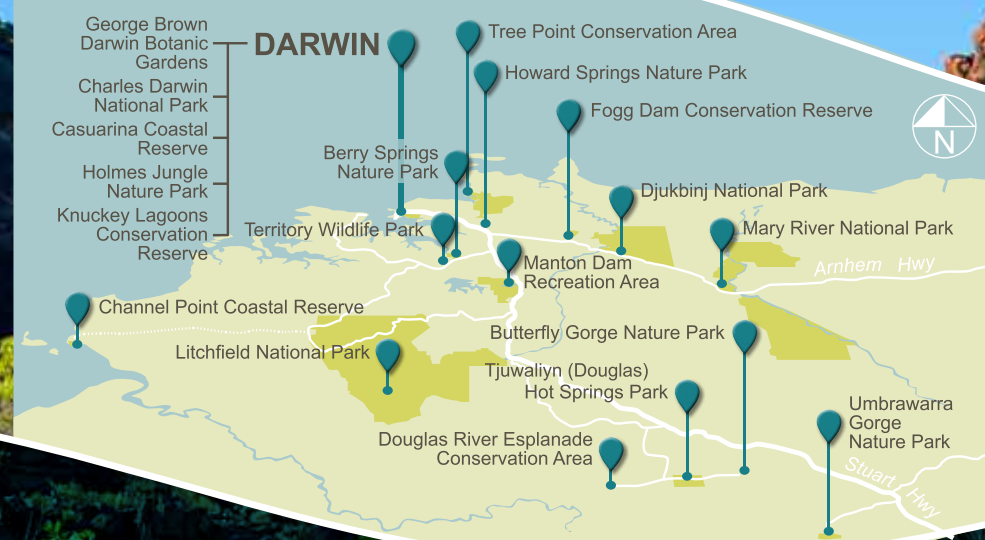 George Brown
Darwin Botanic
Gardens
Charles Darwin
National Park
Casuarina Coastal
Reserve
Holmes Jungle
Nature Park
Knuckey Lagoons
Conservation
Reserve
DARWIN
Tree Point Conservation Area
Howard Springs Nature Park
Fogg Dam Conservation Reserve
N
Berry Springs
Nature Park
Djukbinj National Park
Territory Wildlife Park
Mary River National Park
Manton Dam
Recreation Area
Arnhem Hwy
Channel Point Coastal Reserve
Butterfly Gorge Nature Park
Litchfield National Park
Tjuwaliyn (Douglas)
Hot Springs Park
Umbrawarra
Gorge
Nature Park
Douglas River Esplanade
Conservation Area
Stuart Hwy